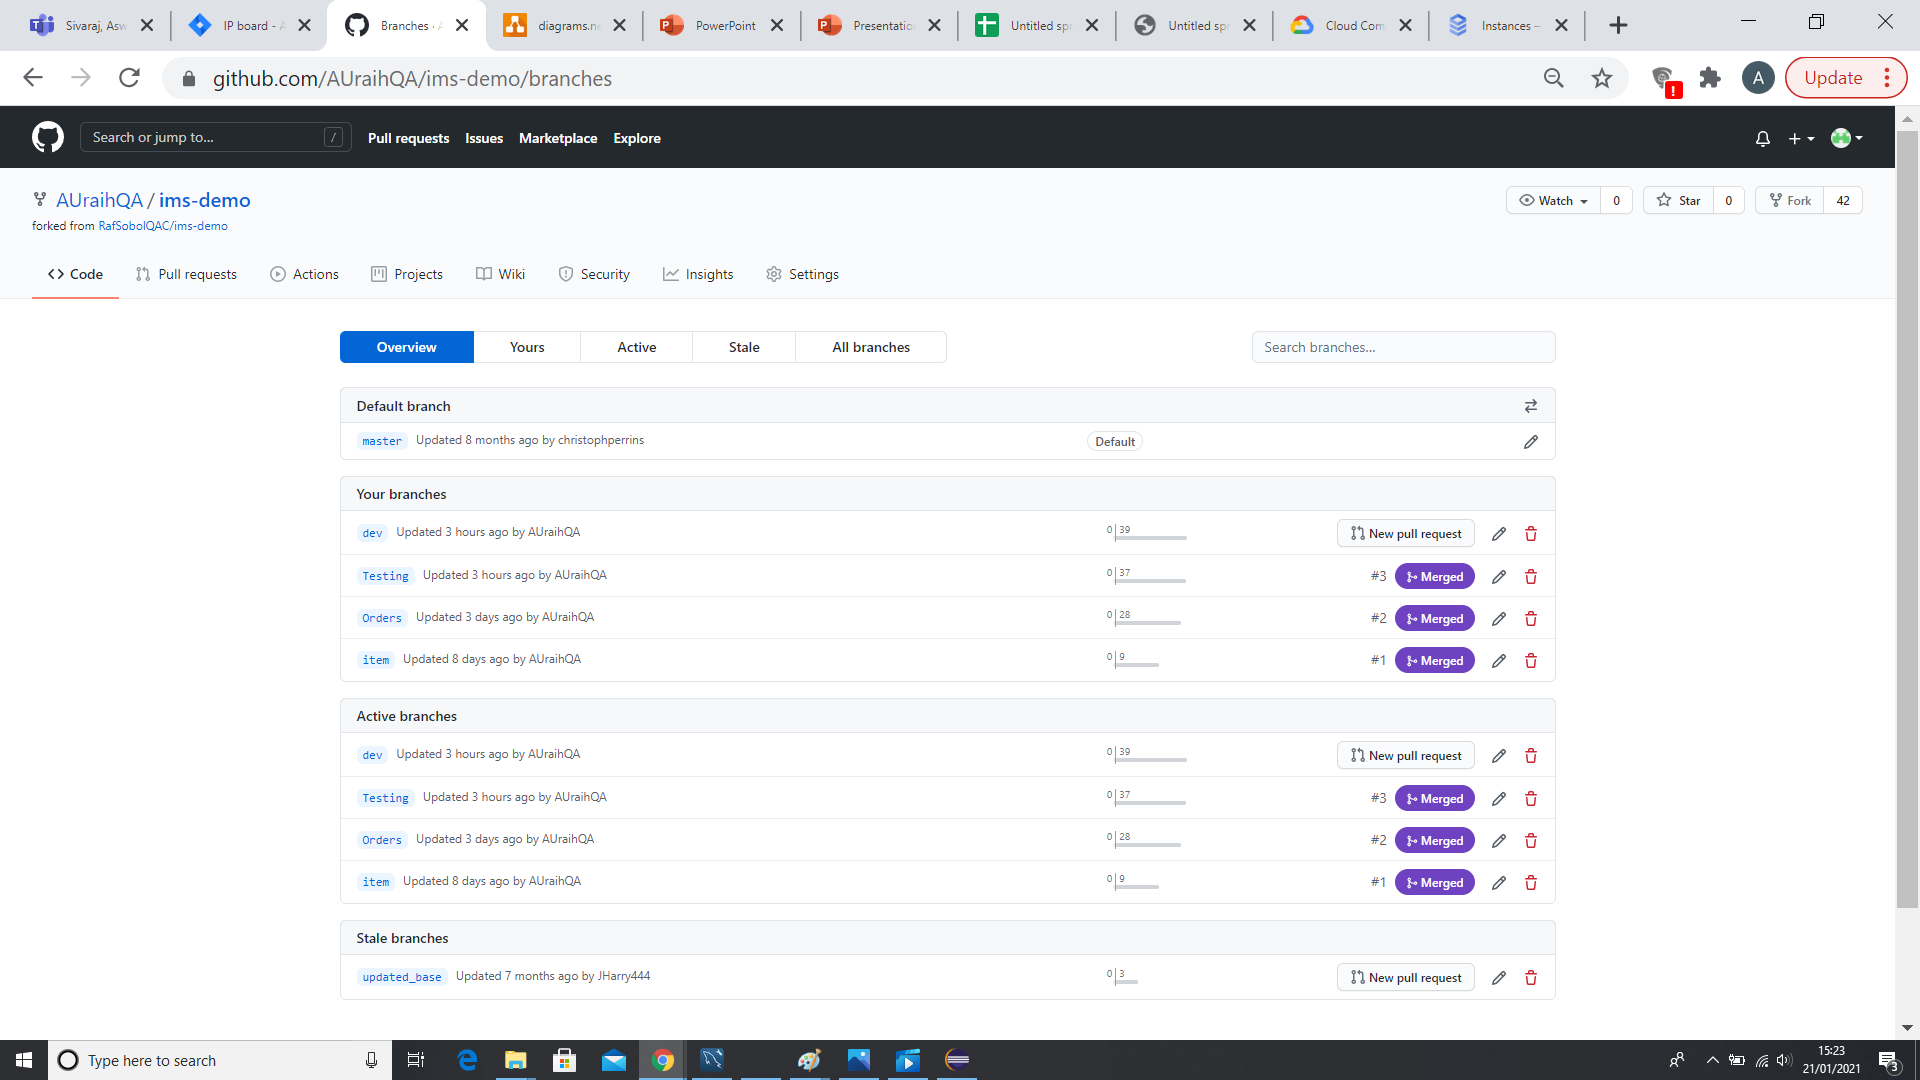 Sivaraj, Asw
IP board - A
Branches · A
diagrams.ne
PowerPoint
Presentation
Untitled spr
Untitled spr
Cloud Com
Instances –
github.com/AUraihQA/ims-demo/branches
A
Update
Search or jump to...
/
Pull requests
Issues
Marketplace
Explore
AUraihQA / ims-demo
forked from RafSobolQAC/ims-demo
Watch 0
Star 0
Fork 42
Code
Pull requests
Actions
Projects
Wiki
Security
Insights
Settings
Overview
Yours
Active
Stale
All branches
Search branches...
Default branch
master Updated 8 months ago by christophperrins Default
Your branches
dev Updated 3 hours ago by AUraihQA 0 39 New pull request
Testing Updated 3 hours ago by AUraihQA 0 37 #3 Merged
Orders Updated 3 days ago by AUraihQA 0 28 #2 Merged
item Updated 8 days ago by AUraihQA 0 9 #1 Merged
Active branches
dev Updated 3 hours ago by AUraihQA 0 39 New pull request
Testing Updated 3 hours ago by AUraihQA 0 37 #3 Merged
Orders Updated 3 days ago by AUraihQA 0 28 #2 Merged
item Updated 8 days ago by AUraihQA 0 9 #1 Merged
Stale branches
updated_base Updated 7 months ago by JHarry444 0 3 New pull request
Type here to search
15:23
21/01/2021
3